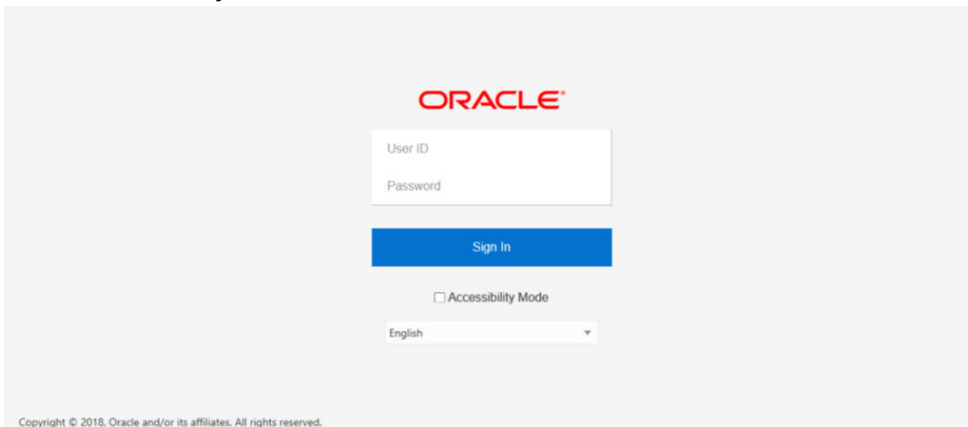 ORACLE®
User ID
Password
Sign In
Accessibility Mode
English
Copyright © 2018, Oracle and/or its affiliates. All rights reserved.